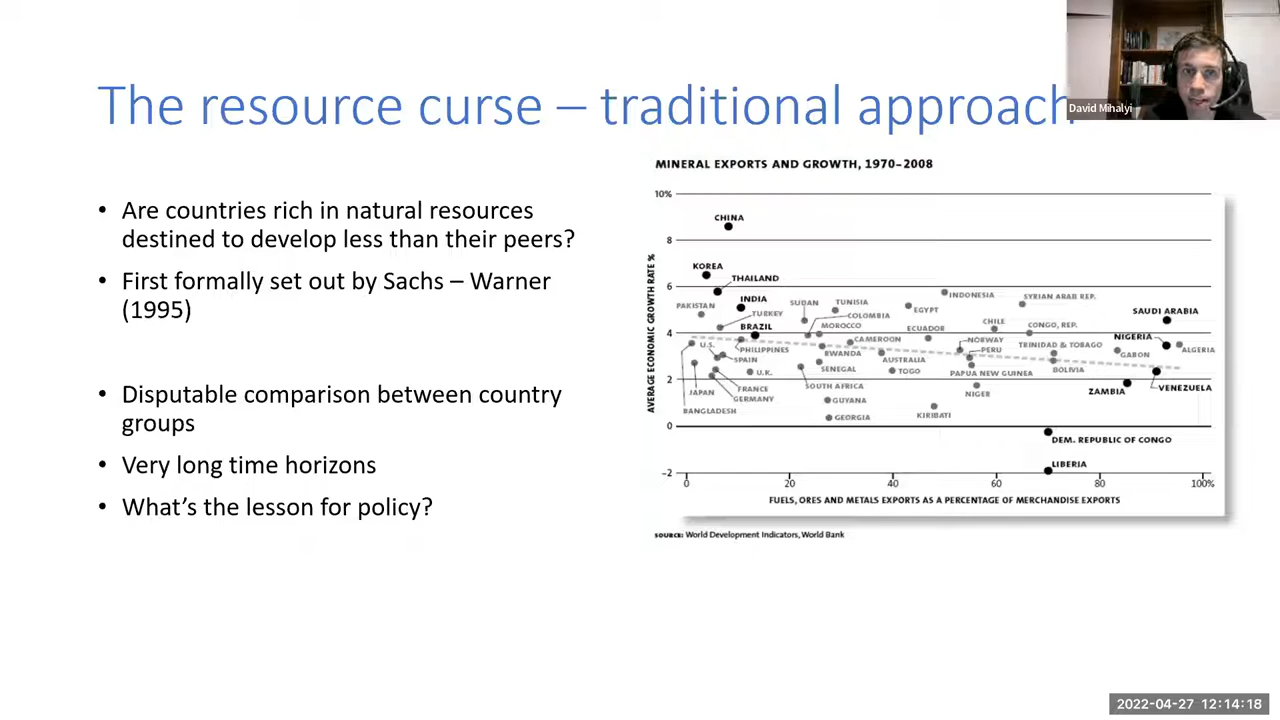 The resource curse – traditional approach
David Mihalyi
• Are countries rich in natural resources
destined to develop less than their peers?
• First formally set out by Sachs – Warner
(1995)
• Disputable comparison between country
groups
• Very long time horizons
• What's the lesson for policy?
MINERAL EXPORTS AND GROWTH, 1970–2008
AVERAGE ECONOMIC GROWTH RATE %
10%
8
6
4
2
0
–2
CHINA
KOREA
THAILAND
INDIA
PAKISTAN
TURKEY
BRAZIL
SUDAN
TUNISIA
COLOMBIA
MOROCCO
EGYPT
INDONESIA
SYRIAN ARAB REP.
SAUDI ARABIA
ECUADOR
CHILE
CONGO, REP.
NIGERIA
ALGERIA
U.S.
PHILIPPINES
SPAIN
CAMEROON
RWANDA
NORWAY
PERU
TRINIDAD & TOBAGO
GABON
U.K.
SENEGAL
AUSTRALIA
TOGO
PAPUA NEW GUINEA
BOLIVIA
JAPAN
FRANCE
GERMANY
SOUTH AFRICA
NIGER
ZAMBIA
VENEZUELA
BANGLADESH
GUYANA
GEORGIA
KIRIBATI
DEM. REPUBLIC OF CONGO
LIBERIA
0
20
40
60
80
100%
FUELS, ORES AND METALS EXPORTS AS A PERCENTAGE OF MERCHANDISE EXPORTS
SOURCE: World Development Indicators, World Bank
2022-04-27 12:14:18